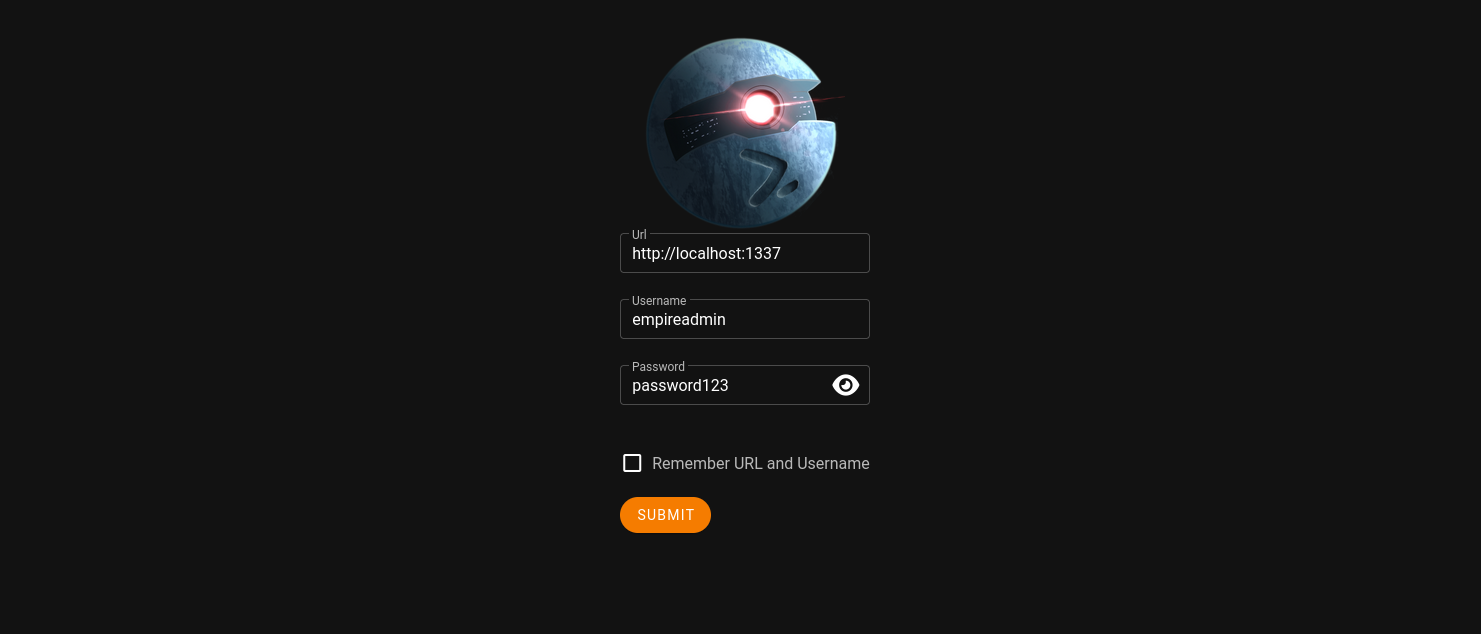 Url
http://localhost:1337
Username
empireadmin
Password
password123
Remember URL and Username
SUBMIT